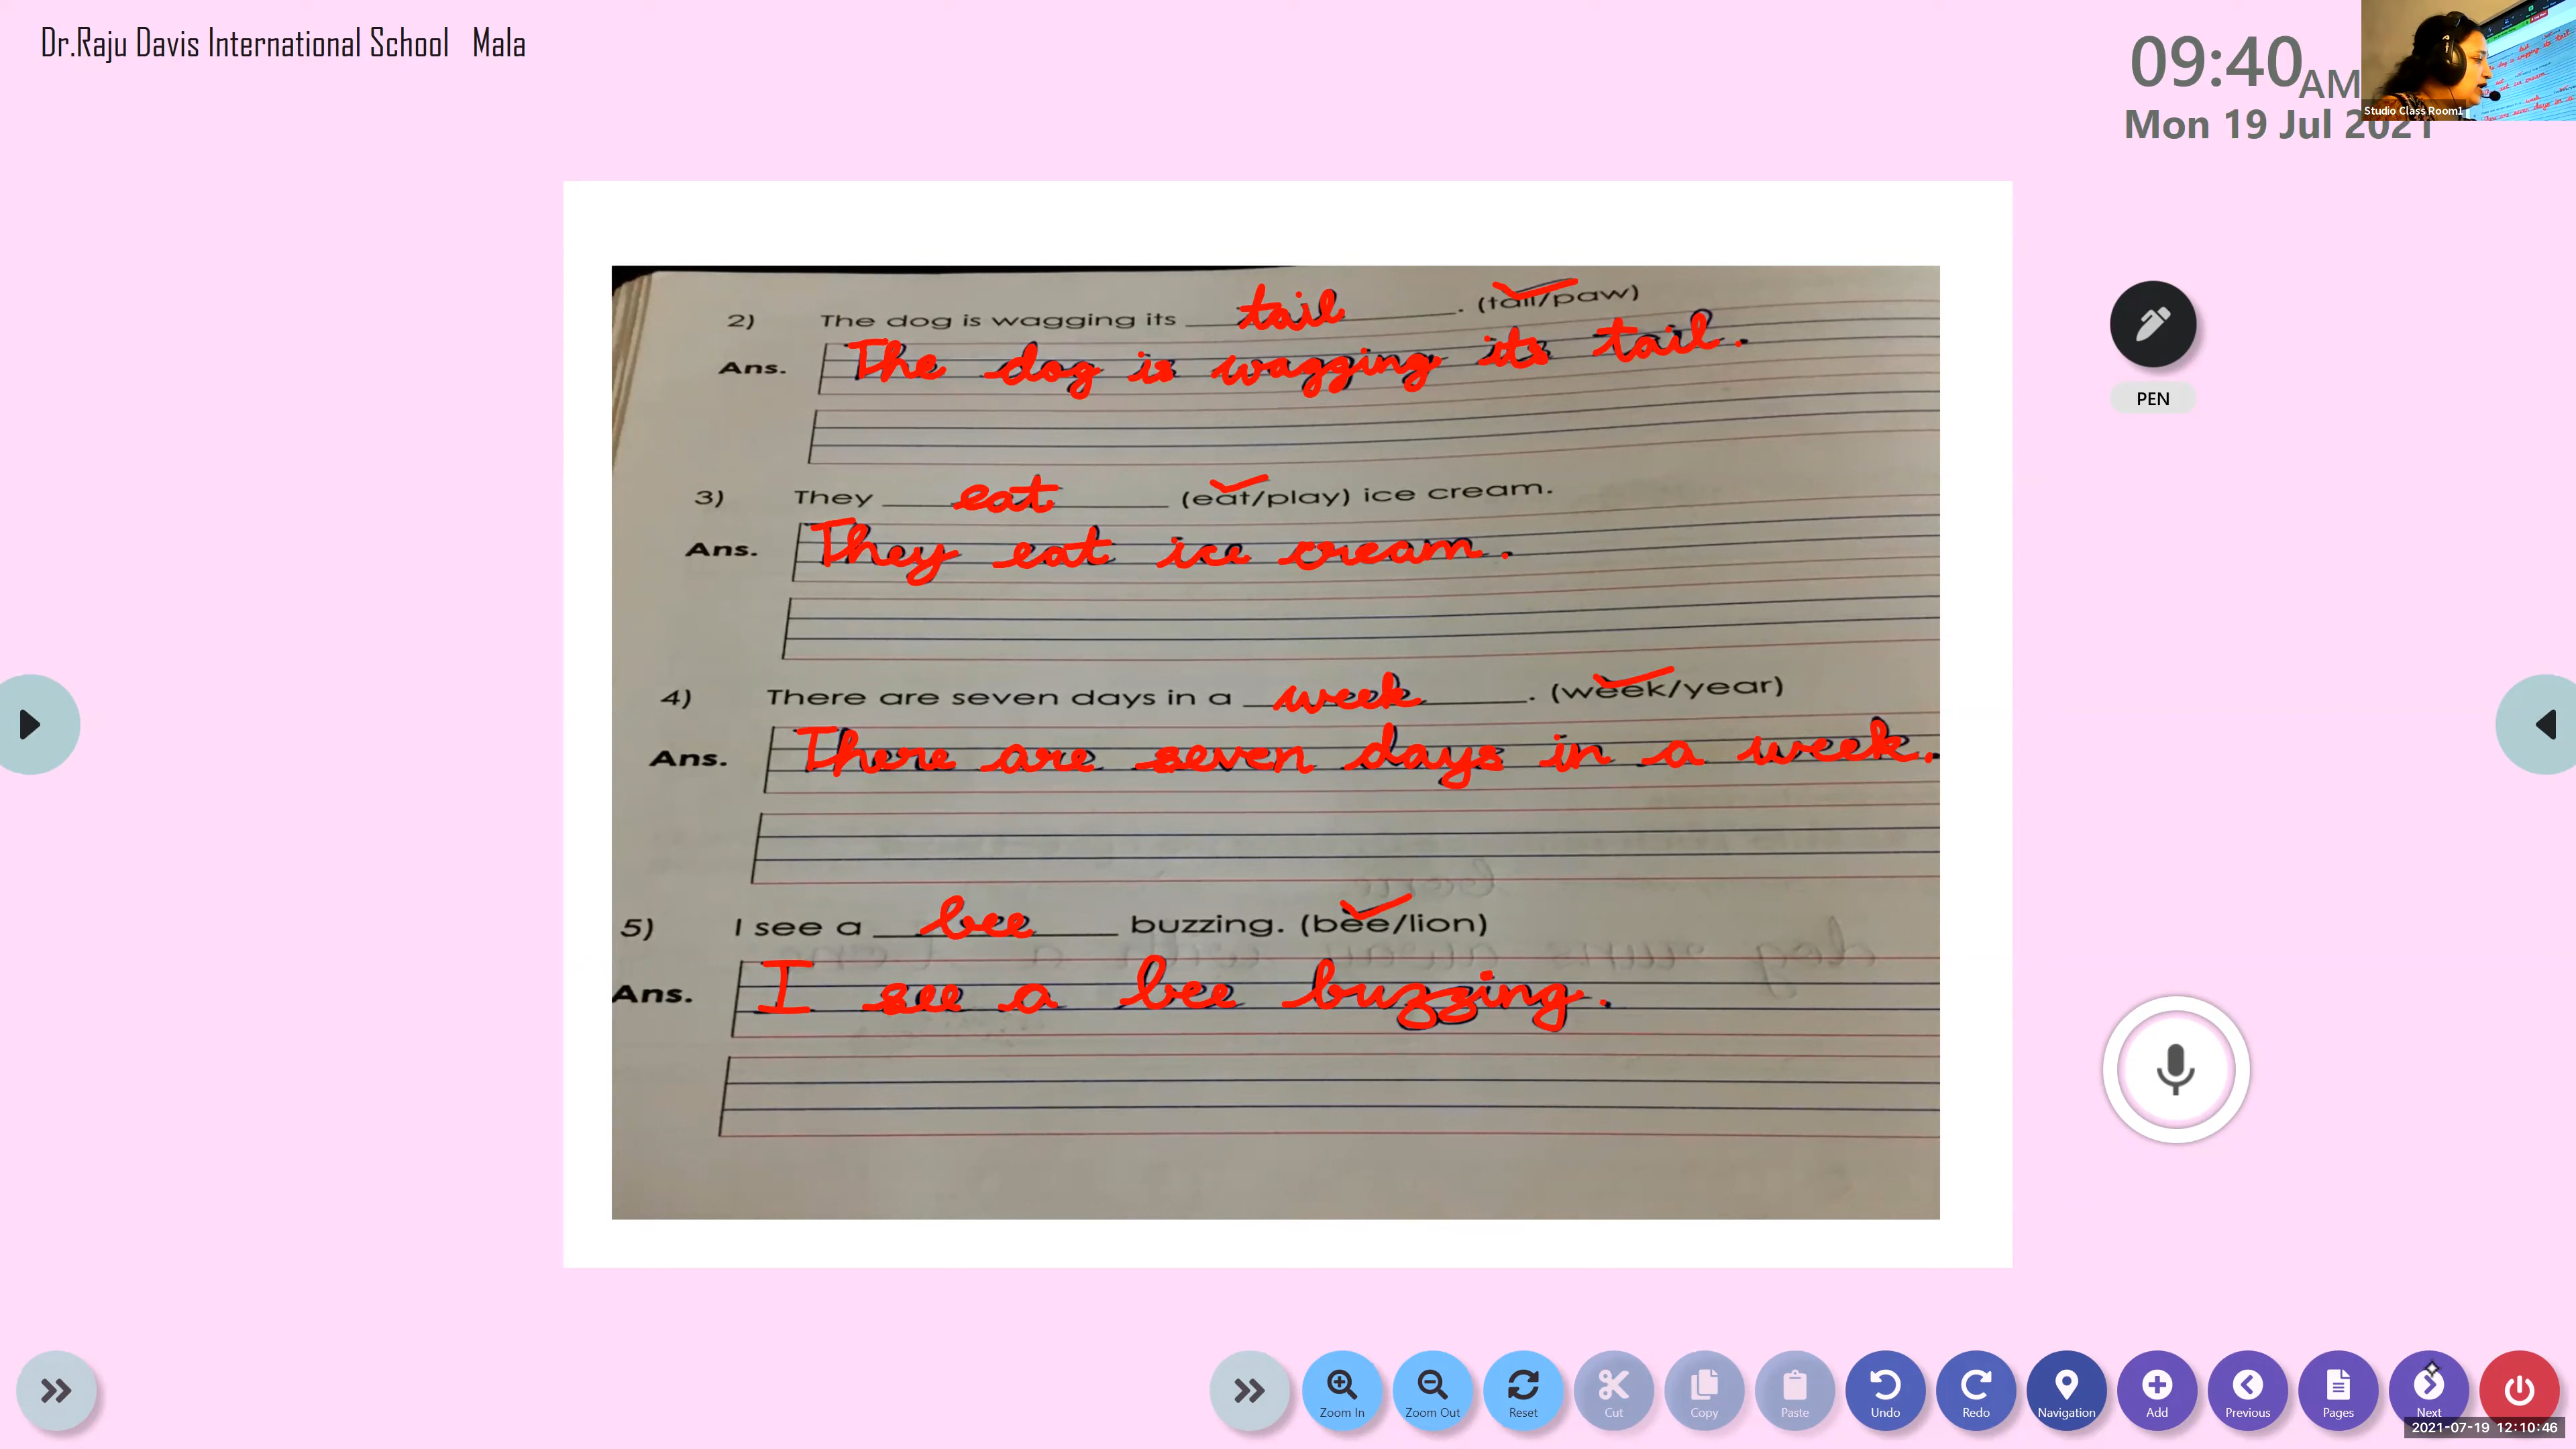 Dr.Raju Davis International School Mala
09:40 AM
Mon 19 Jul 2021
Studio Class Room1
PEN
2) The dog is wagging its tail . (tail/paw)
Ans. The dog is wagging its tail.
3) They eat (eat/play) ice cream.
Ans. They eat ice cream.
4) There are seven days in a week . (week/year)
Ans. There are seven days in a week.
5) I see a bee buzzing. (bee/lion)
Ans. I see a bee buzzing.
Zoom In Zoom Out Reset Cut Copy Paste Undo Redo Navigation Add Previous Pages Next
2021-07-19 12:10:46